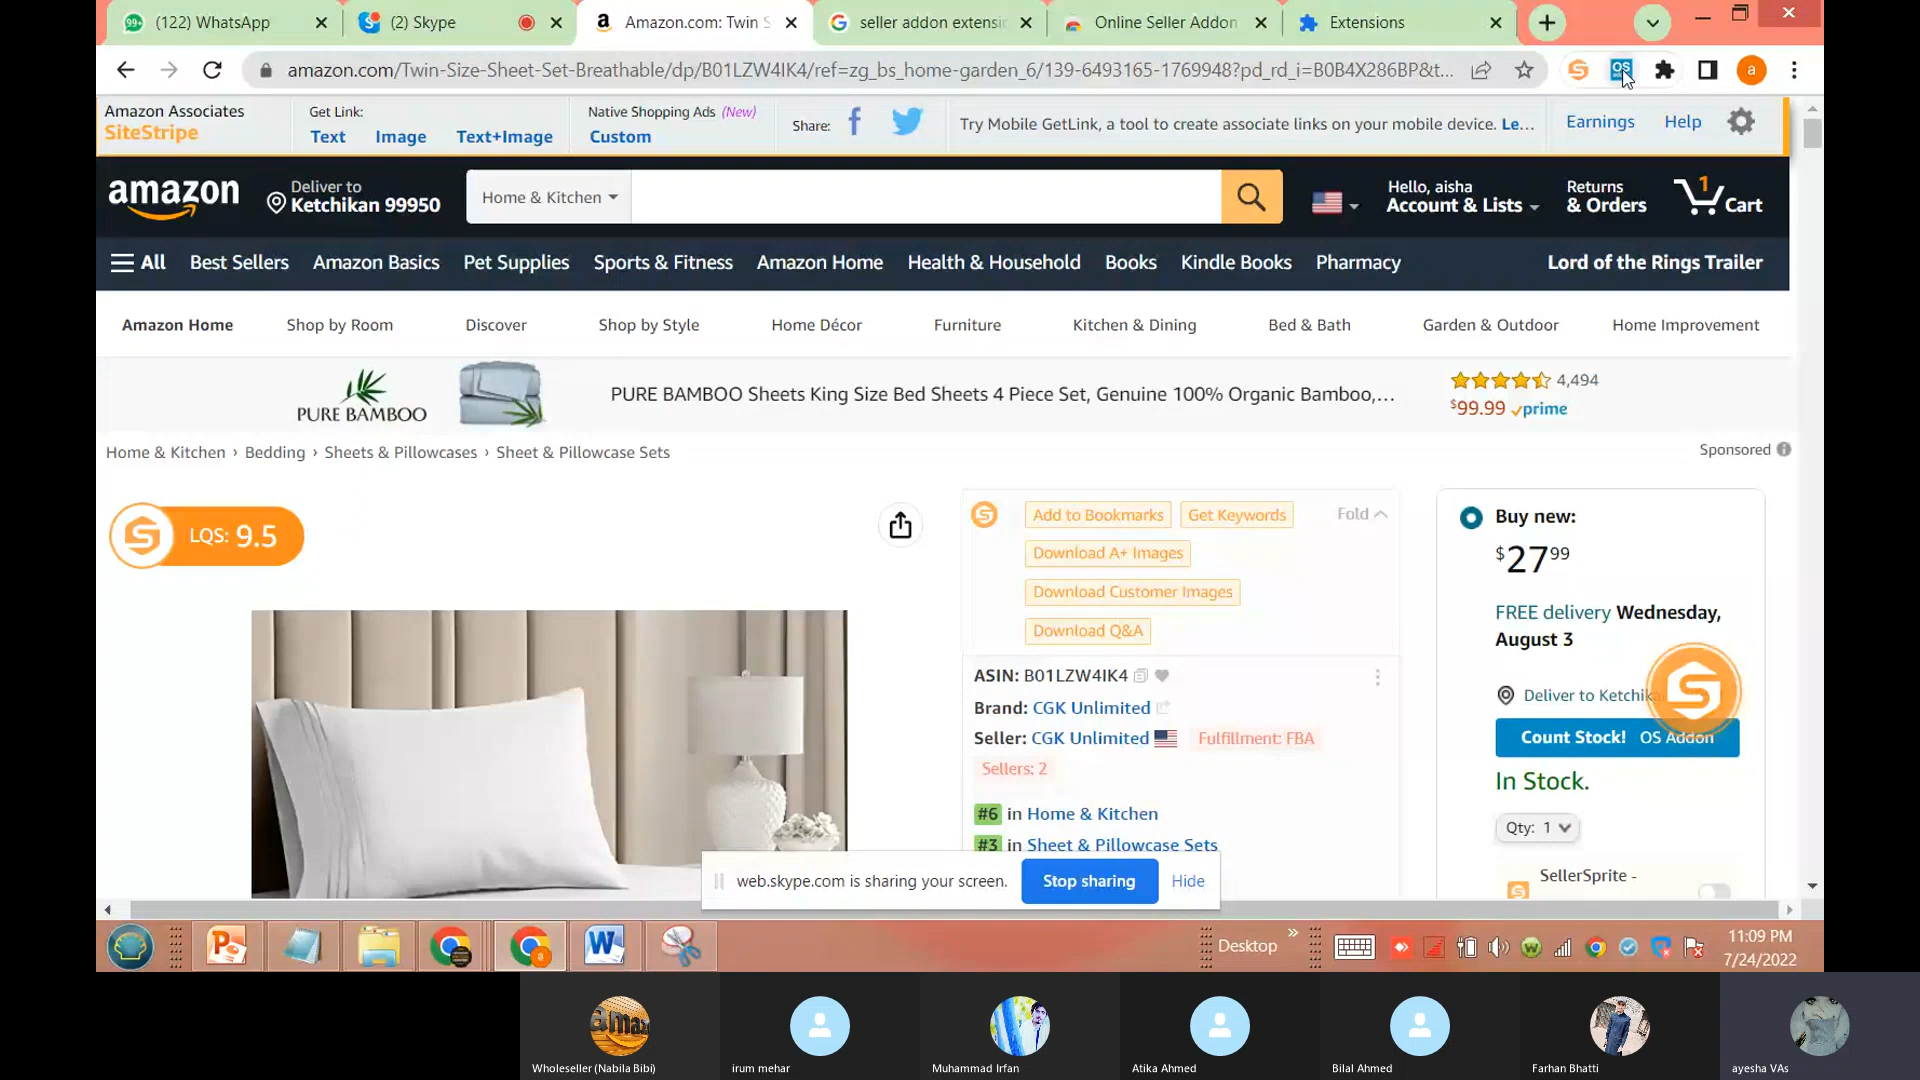 99+
(122) WhatsApp
(2) Skype
Amazon.com: Twin S
seller addon extensio
Online Seller Addon
Extensions
amazon.com/Twin-Size-Sheet-Set-Breathable/dp/B01LZW4IK4/ref=zg_bs_home-garden_6/139-6493165-1769948?pd_rd_i=B0B4X286BP&t...
OS
a
Amazon Associates
SiteStripe
Get Link:
Text
Image
Text+Image
Native Shopping Ads (New)
Custom
Share:
Try Mobile GetLink, a tool to create associate links on your mobile device. Le...
Earnings
Help
amazon
Deliver to
Ketchikan 99950
Home & Kitchen
Hello, aisha
Account & Lists
Returns
& Orders
1
Cart
All
Best Sellers
Amazon Basics
Pet Supplies
Sports & Fitness
Amazon Home
Health & Household
Books
Kindle Books
Pharmacy
Lord of the Rings Trailer
Amazon Home
Shop by Room
Discover
Shop by Style
Home Décor
Furniture
Kitchen & Dining
Bed & Bath
Garden & Outdoor
Home Improvement
PURE BAMBOO
PURE BAMBOO Sheets King Size Bed Sheets 4 Piece Set, Genuine 100% Organic Bamboo,...
4,494
$99.99 prime
Home & Kitchen › Bedding › Sheets & Pillowcases › Sheet & Pillowcase Sets
Sponsored
LQS: 9.5
Add to Bookmarks
Get Keywords
Fold
Download A+ Images
Download Customer Images
Download Q&A
ASIN: B01LZW4IK4
Brand: CGK Unlimited
Seller: CGK Unlimited
Fulfillment: FBA
Sellers: 2
#6 in Home & Kitchen
#3 in Sheet & Pillowcase Sets
Buy new:
$27 99
FREE delivery Wednesday,
August 3
Deliver to Ketchika
Count Stock! OS Addon
In Stock.
Qty: 1
SellerSprite -
web.skype.com is sharing your screen.
Stop sharing
Hide
Desktop
11:09 PM
7/24/2022
Wholeseller (Nabila Bibi)
irum mehar
Muhammad Irfan
Atika Ahmed
Bilal Ahmed
Farhan Bhatti
ayesha VAs